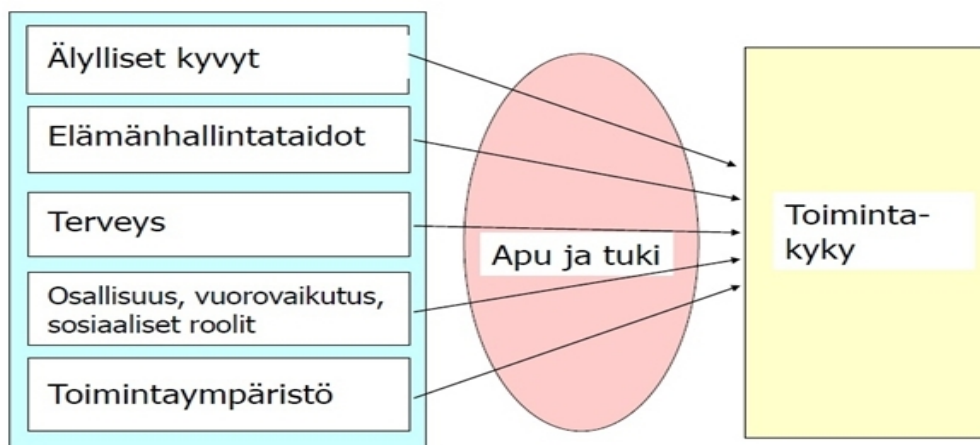 Älylliset kyvyt
Elämänhallintataidot
Terveys
Osallisuus, vuorovaikutus,
sosiaaliset roolit
Toimintaympäristö
Apu ja tuki
Toiminta-
kyky